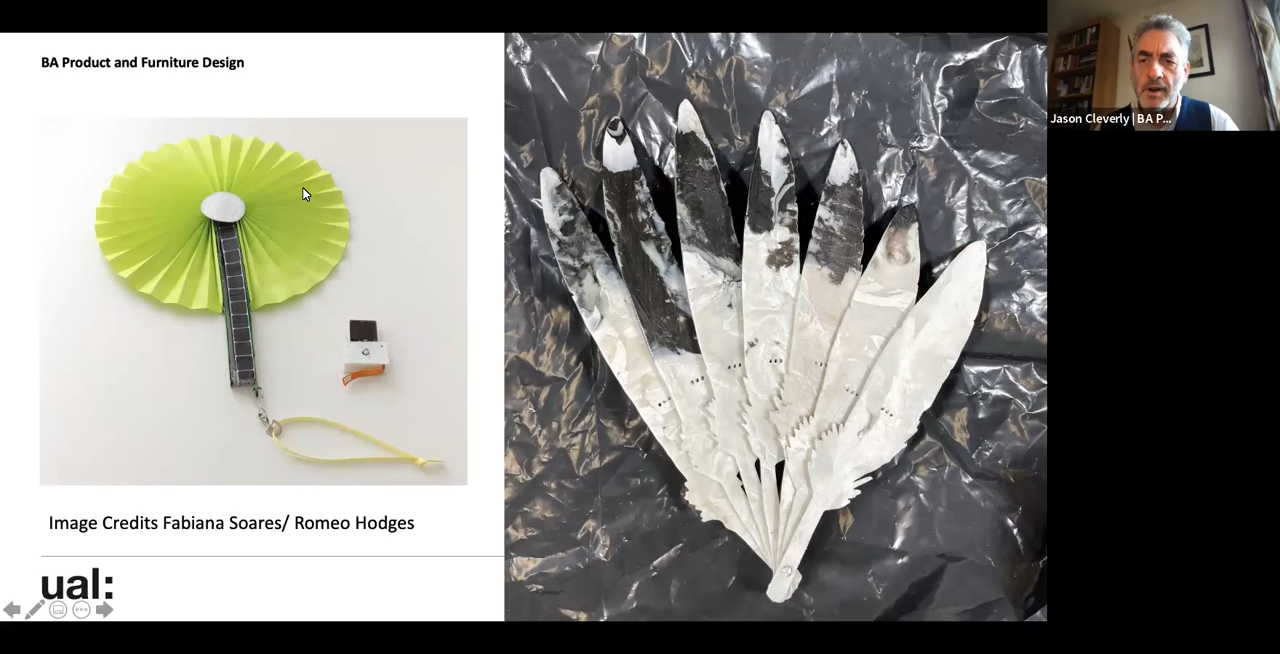 BA Product and Furniture Design
Jason Cleverly | BA P...
Image Credits Fabiana Soares/ Romeo Hodges
ual: